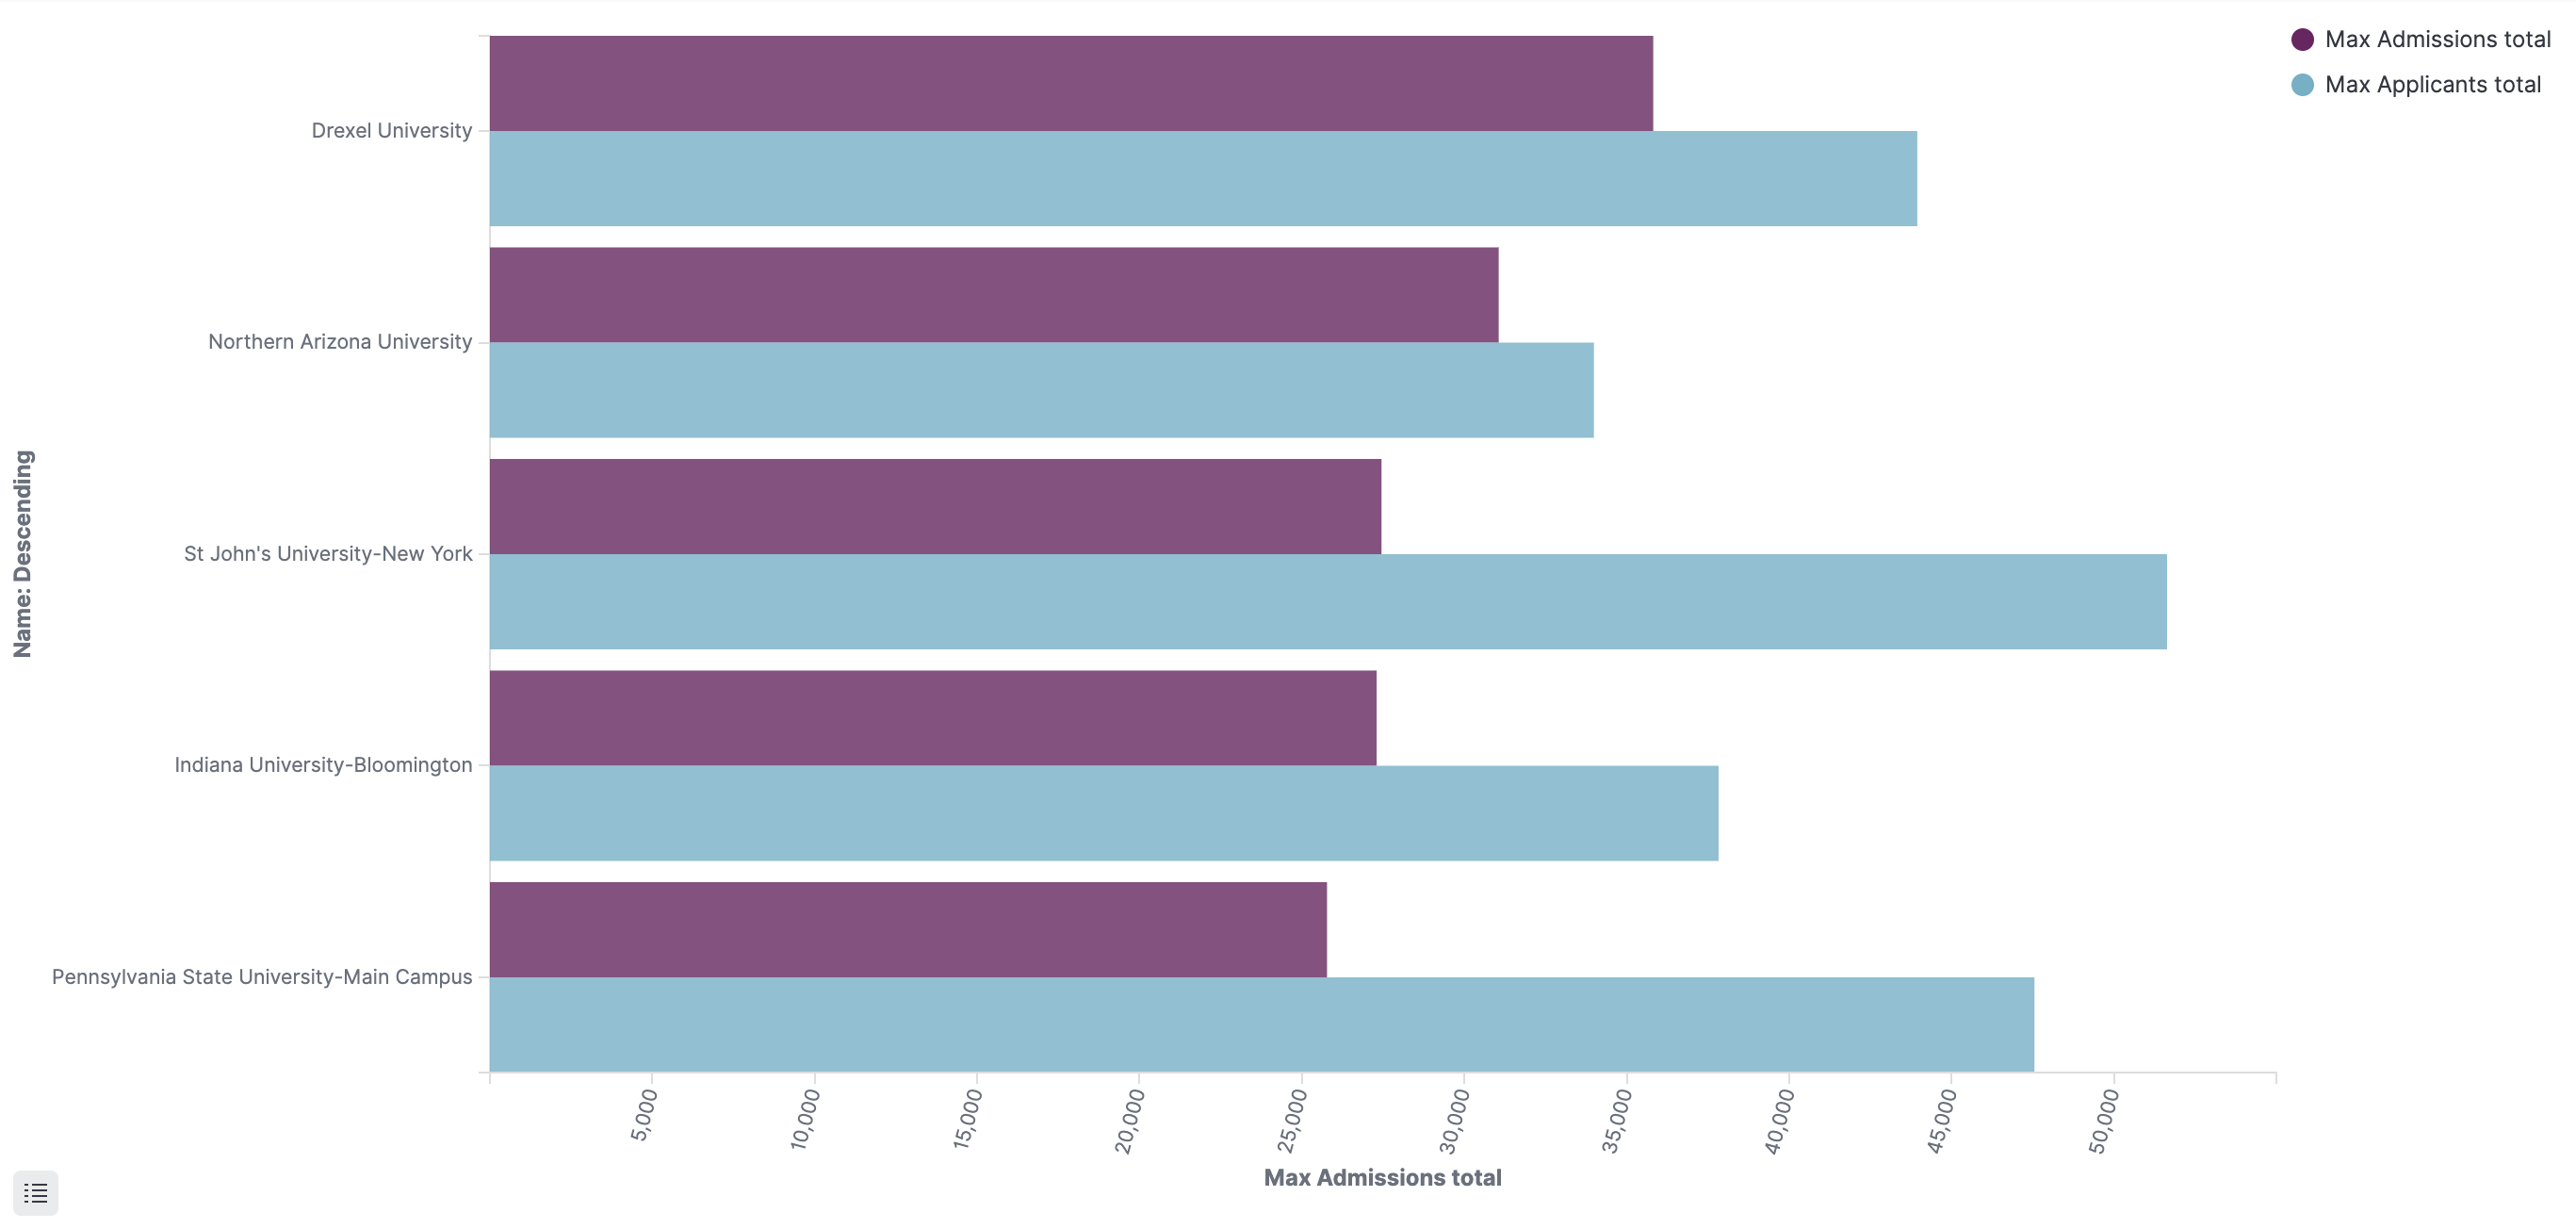 Max Admissions total
Max Applicants total
Drexel University
Northern Arizona University
St John's University-New York
Indiana University-Bloomington
Pennsylvania State University-Main Campus
Name: Descending
5,000
10,000
15,000
20,000
25,000
30,000
35,000
40,000
45,000
50,000
Max Admissions total